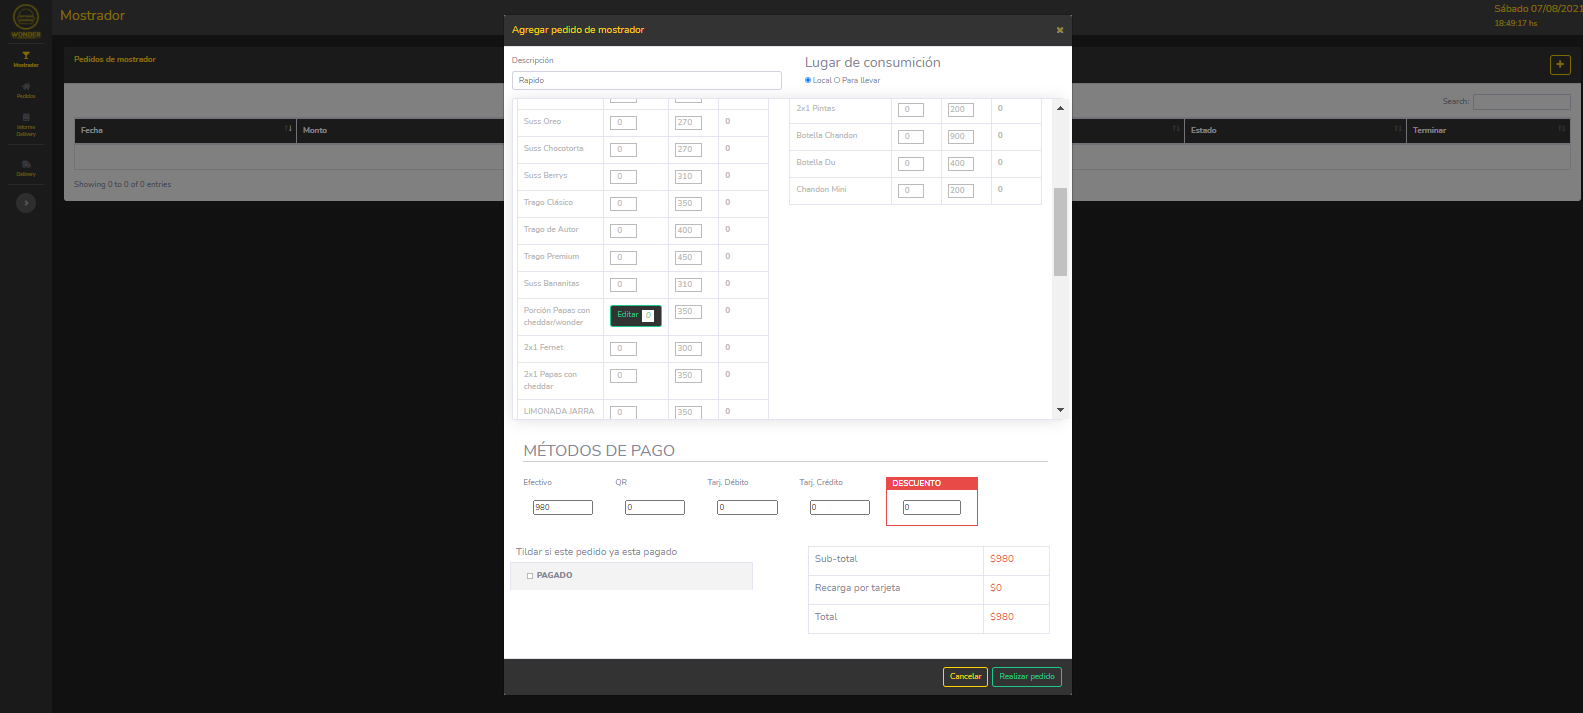 Mostrador
Sábado 07/08/2021
18:49:17 hs
WONDER
Mostrador
Pedidos
Informe
Delivery
Delivery
Pedidos de mostrador
+
Search:
Fecha
Monto
Estado
Terminar
Showing 0 to 0 of 0 entries
Agregar pedido de mostrador
Descripción
Rapido
Lugar de consumición
Local Para llevar
Suss Oreo 0 270 0
Suss Chocotorta 0 270 0
Suss Berrys 0 310 0
Trago Clásico 0 350 0
Trago de Autor 0 400 0
Trago Premium 0 450 0
Suss Bananitas 0 310 0
Porción Papas con
cheddar/wonder
Editar 0 350 0
2x1 Fernet 0 300 0
2x1 Papas con
cheddar
0 350 0
LIMONADA JARRA 0 350 0
2x1 Pintas 0 200 0
Botella Chandon 0 900 0
Botella Du 0 400 0
Chandon Mini 0 200 0
MÉTODOS DE PAGO
Efectivo QR Tarj. Débito Tarj. Crédito DESCUENTO
980 0 0 0 0
Tildar si este pedido ya esta pagado
PAGADO
Sub-total $980
Recarga por tarjeta $0
Total $980
Cancelar Realizar pedido